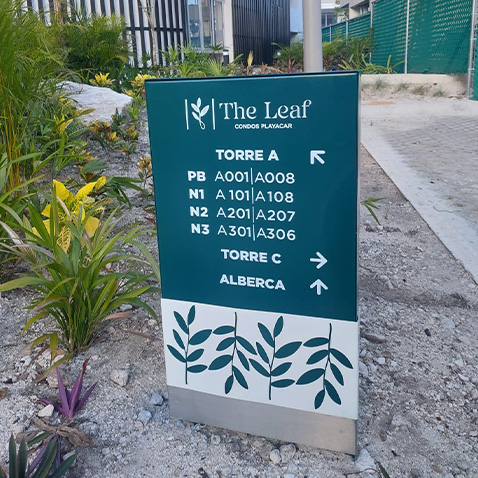 The Leaf
CONDOS PLAYACAR
TORRE A ↖
PB A001|A008
N1 A101|A108
N2 A201|A207
N3 A301|A306
TORRE C →
ALBERCA ↑